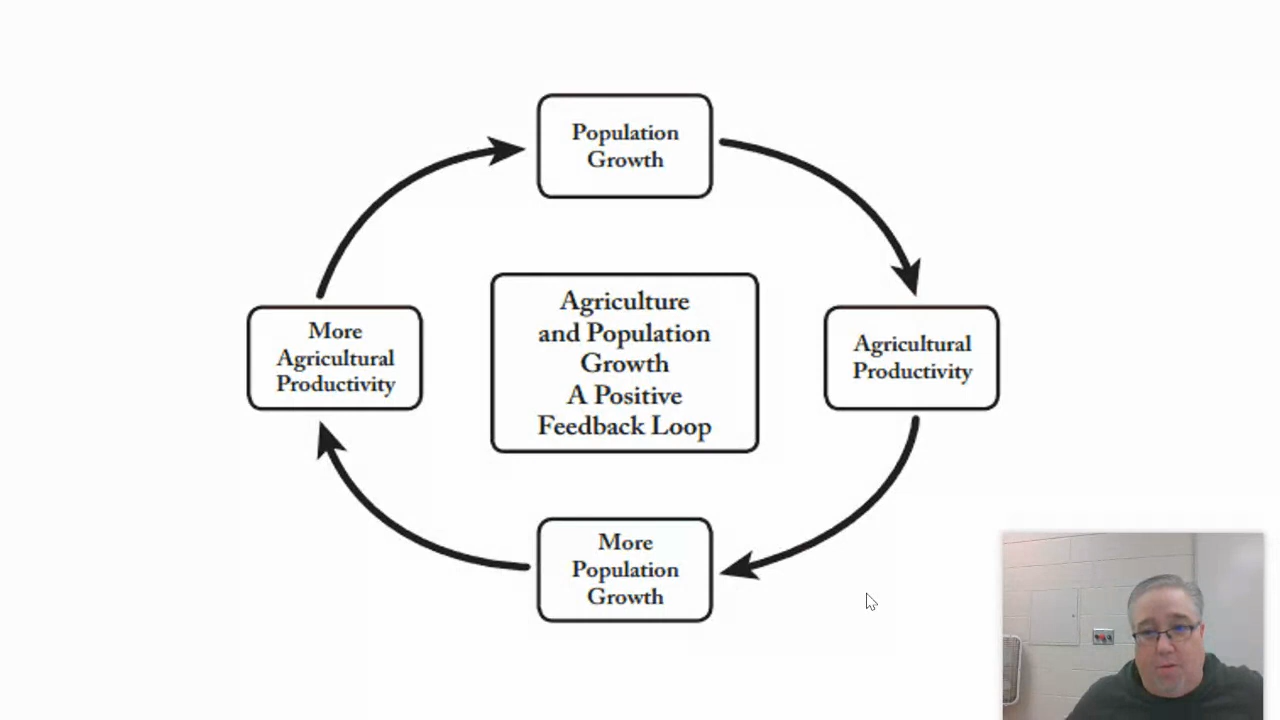 Population
Growth
Agricultural
Productivity
More
Population
Growth
More
Agricultural
Productivity
Agriculture
and Population
Growth
A Positive
Feedback Loop